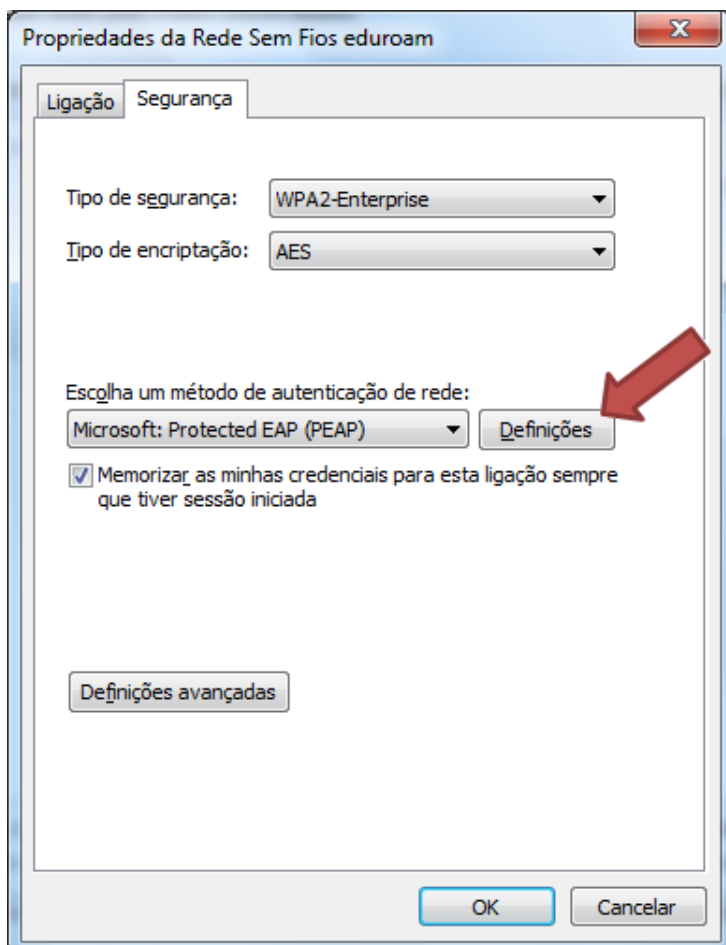 Propriedades da Rede Sem Fios eduroam
Ligação
Segurança
Tipo de segurança:
WPA2-Enterprise
Tipo de encriptação:
AES
Escolha um método de autenticação de rede:
Microsoft: Protected EAP (PEAP)
Definições
Memorizar as minhas credenciais para esta ligação sempre
que tiver sessão iniciada
Definições avançadas
OK
Cancelar